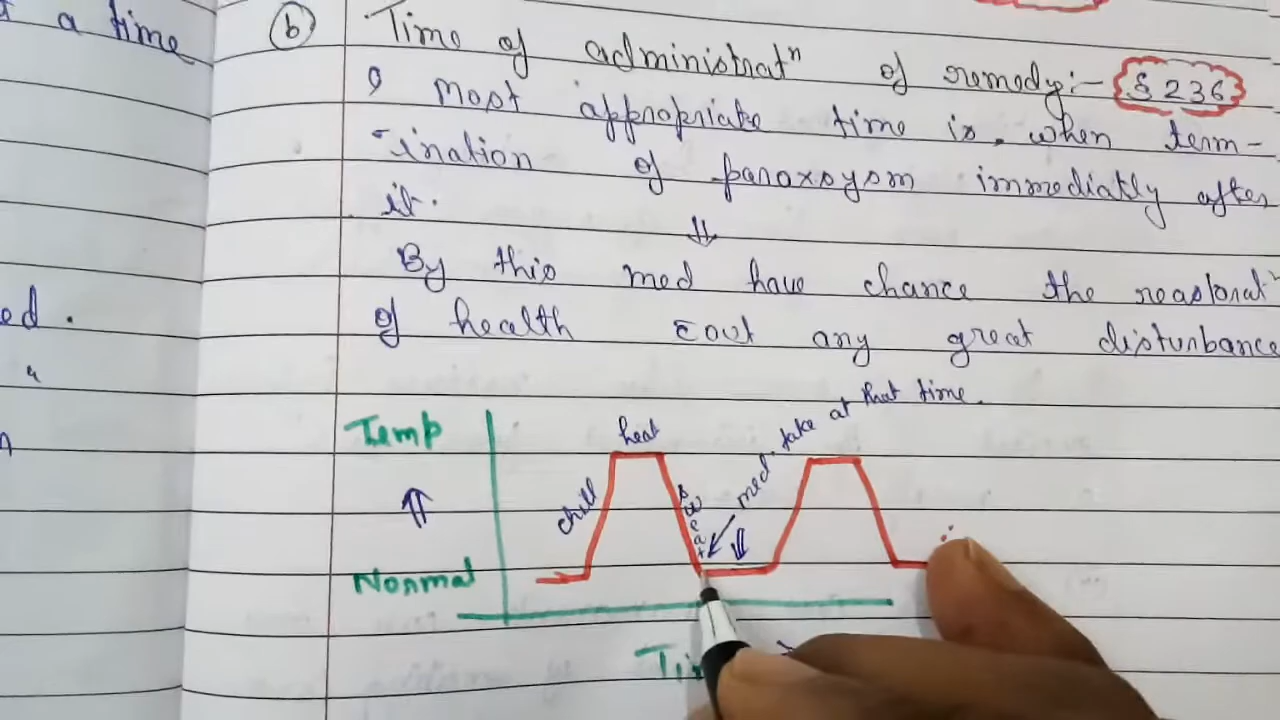 a time
ed.
(b) Time of administratⁿ of remedy:- § 236
most appropriate time is when term-
-ination of paroxsysm immediatly after
it.
⇓
By this med have chance the
of health c̄out any great disturbance
Temp
heat
med. take at that time.
chill
sweat
⇑
⇓
Normal